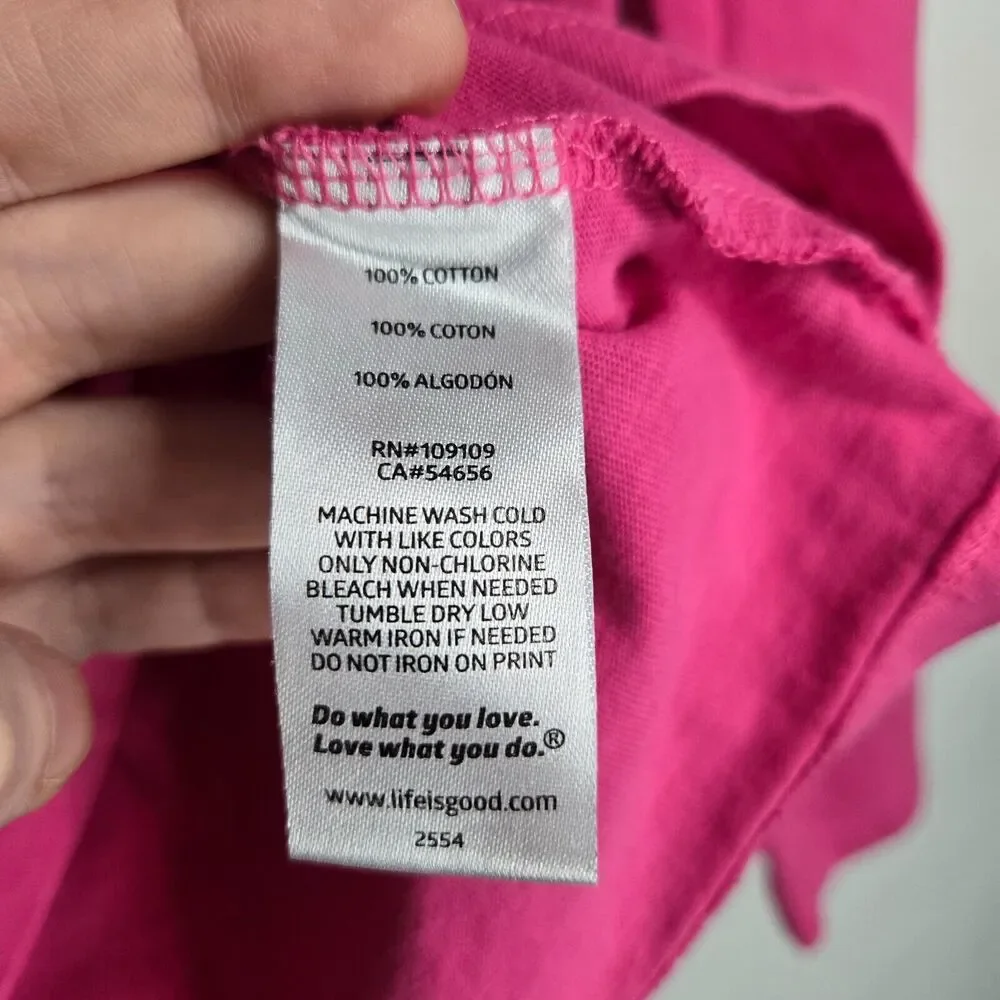 100% COTTON
100% COTON
100% ALGODÓN
RN#109109
CA#54656
MACHINE WASH COLD
WITH LIKE COLORS
ONLY NON-CHLORINE
BLEACH WHEN NEEDED
TUMBLE DRY LOW
WARM IRON IF NEEDED
DO NOT IRON ON PRINT
Do what you love.
Love what you do.®
www.lifeisgood.com
2554